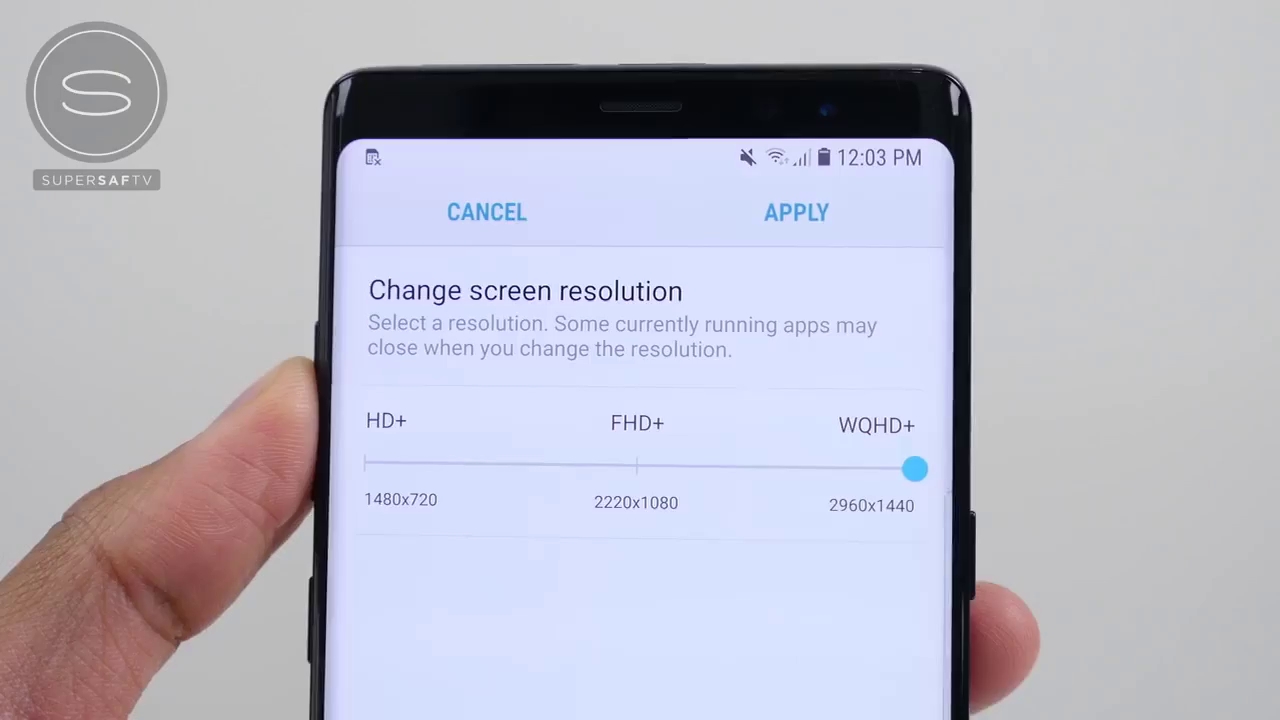 SUPERSAFTV
12:03 PM
CANCEL APPLY
Change screen resolution
Select a resolution. Some currently running apps may
close when you change the resolution.
HD+ FHD+ WQHD+
1480x720 2220x1080 2960x1440